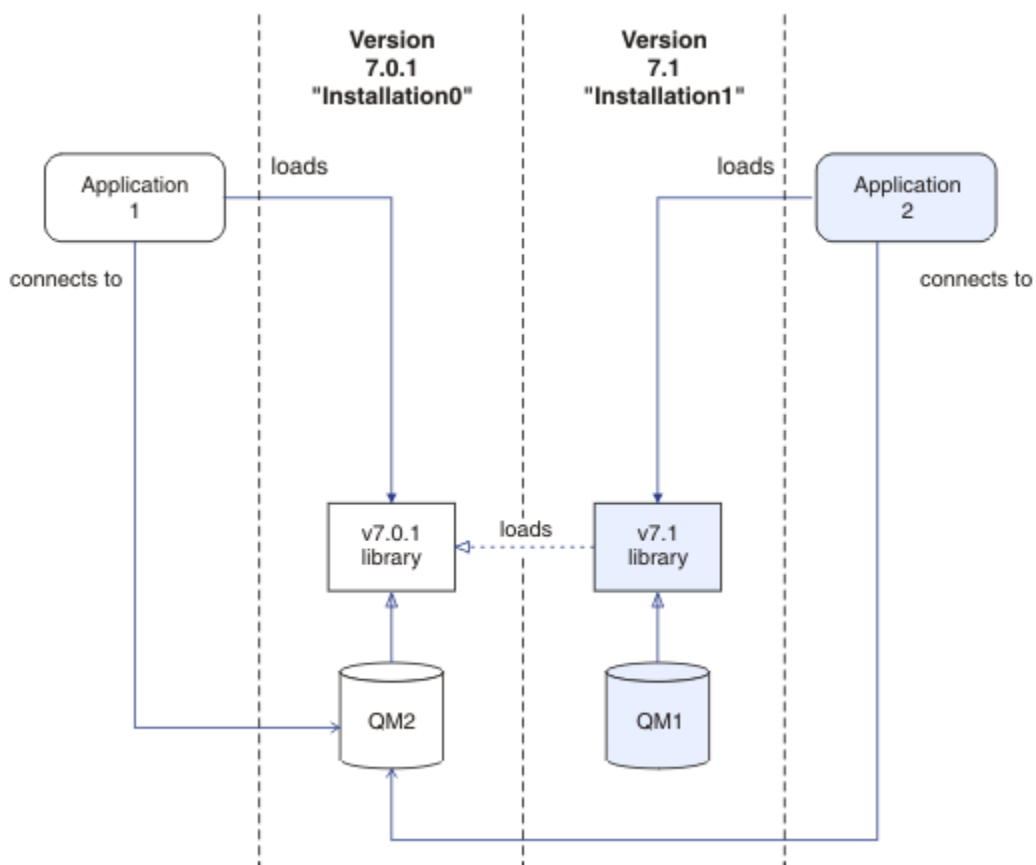 Version
7.0.1
"Installation0"
Version
7.1
"Installation1"
Application
1
loads
loads
Application
2
connects to
connects to
v7.0.1
library
loads
v7.1
library
QM2
QM1